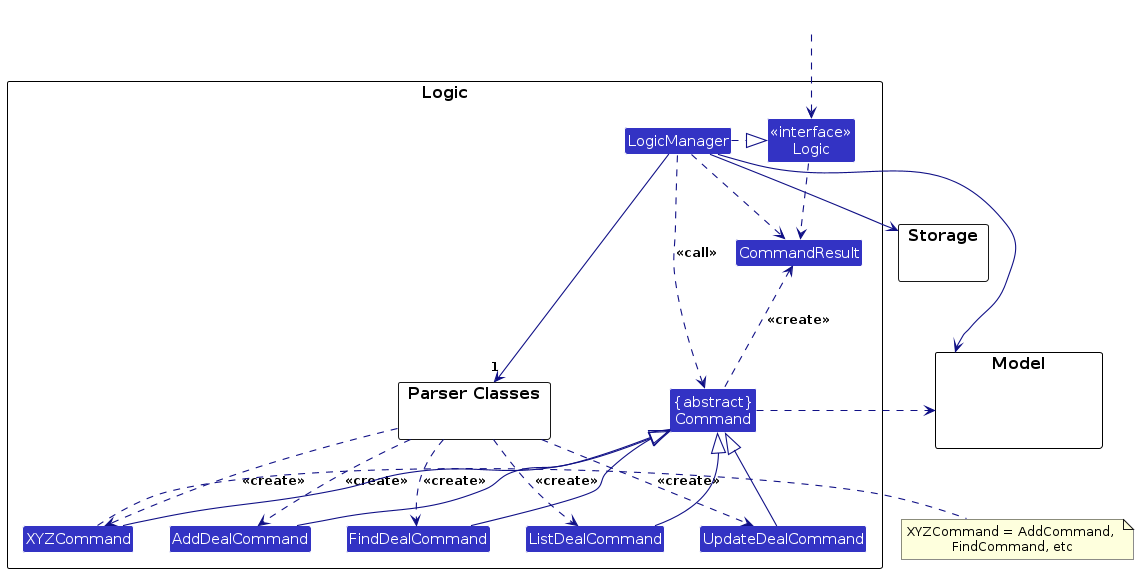 Logic
«interface»
Logic
LogicManager
Storage
CommandResult
«call»
«create»
1
Model
Parser Classes
{abstract}
Command
«create»
«create»
«create»
«create»
«create»
XYZCommand
AddDealCommand
FindDealCommand
ListDealCommand
UpdateDealCommand
XYZCommand = AddCommand,
FindCommand, etc